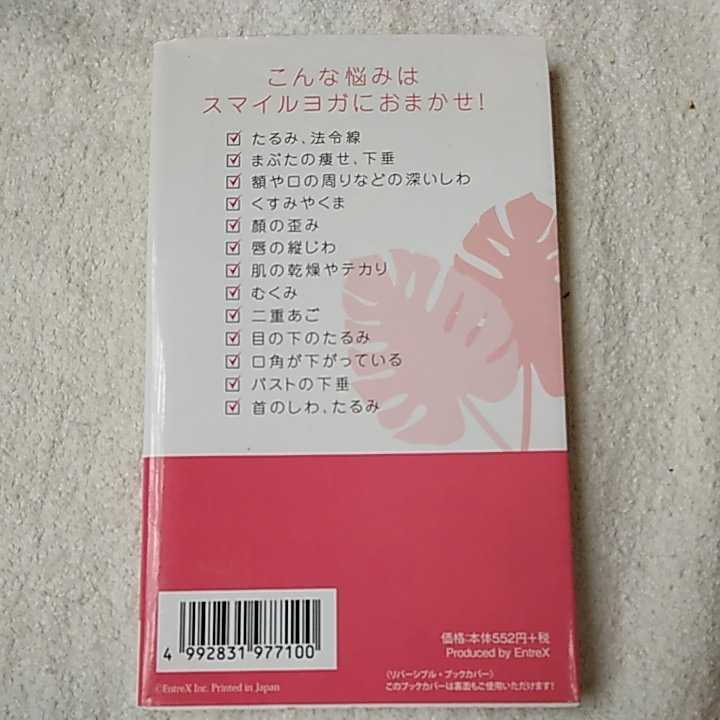 こんな悩みは
スマイルヨガにおまかせ!
たるみ、法令線
まぶたの痩せ、下垂
額や口の周りなどの深いしわ
くすみやくま
顔の歪み
唇の縦じわ
肌の乾燥やテカり
むくみ
二重あご
目の下のたるみ
口角が下がっている
バストの下垂
首のしわ、たるみ
価格:本体552円+税
Produced by EntreX
4 992831 977100
©EntreX Inc. Printed in Japan
〈リバーシブル・ブックカバー〉
このブックカバーは裏面もご使用いただけます!